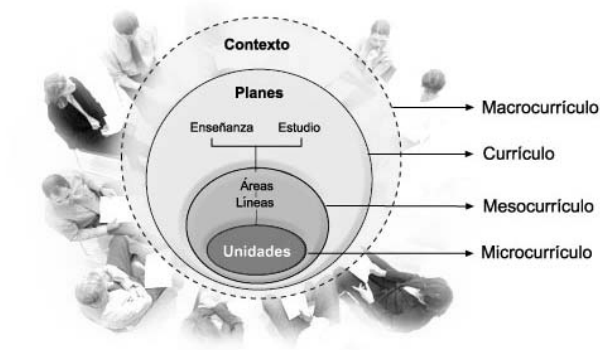 Contexto
Planes
Enseñanza Estudio
Áreas
Líneas
Unidades
Macrocurrículo
Currículo
Mesocurrículo
Microcurrículo